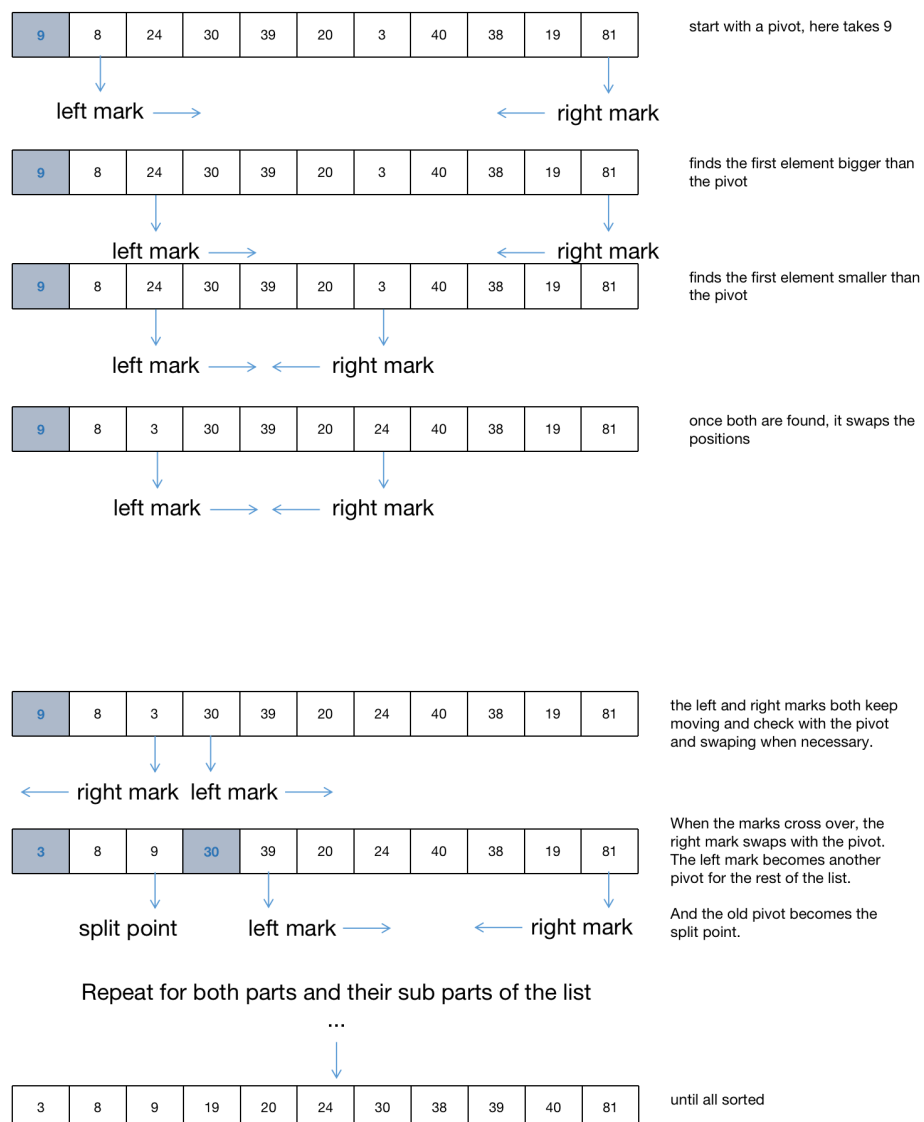 9 8 24 30 39 20 3 40 38 19 81
start with a pivot, here takes 9
left mark
right mark
9 8 24 30 39 20 3 40 38 19 81
finds the first element bigger than
the pivot
left mark
right mark
9 8 24 30 39 20 3 40 38 19 81
finds the first element smaller than
the pivot
left mark
right mark
9 8 3 30 39 20 24 40 38 19 81
once both are found, it swaps the
positions
left mark
right mark
9 8 3 30 39 20 24 40 38 19 81
the left and right marks both keep
moving and check with the pivot
and swaping when necessary.
right mark
left mark
3 8 9 30 39 20 24 40 38 19 81
When the marks cross over, the
right mark swaps with the pivot.
The left mark becomes another
pivot for the rest of the list.
And the old pivot becomes the
split point.
split point
left mark
right mark
Repeat for both parts and their sub parts of the list
...
3 8 9 19 20 24 30 38 39 40 81
until all sorted